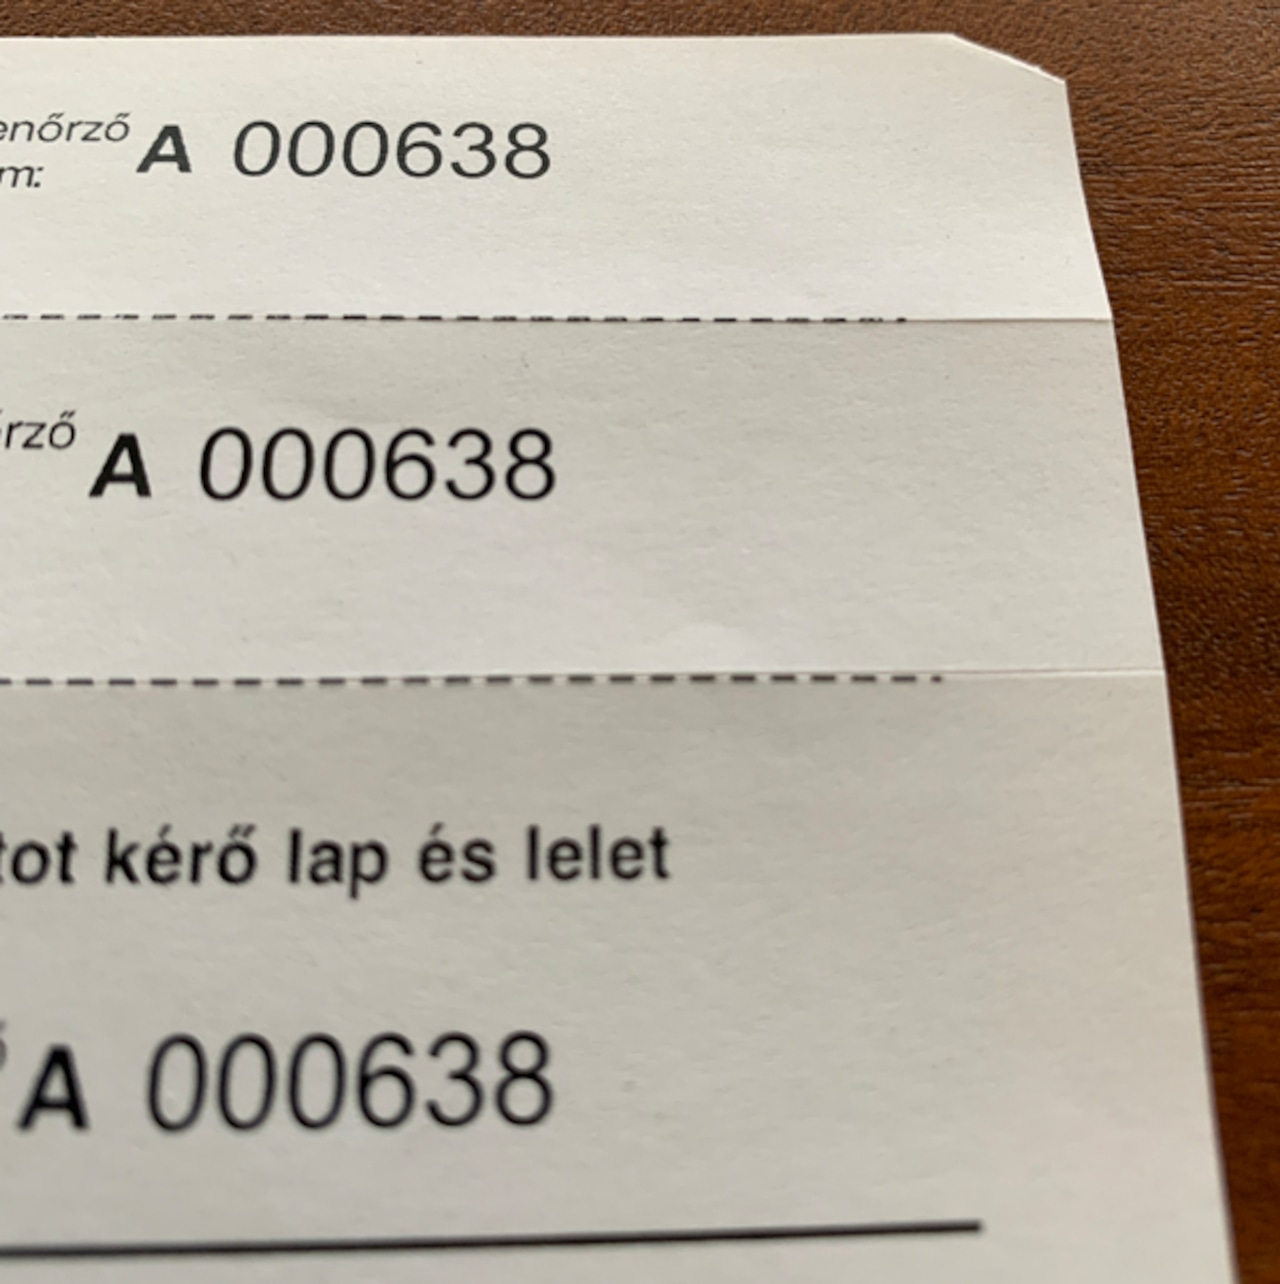 enőrző A 000638
m:
rző A 000638
tot kérő lap és lelet
ő A 000638